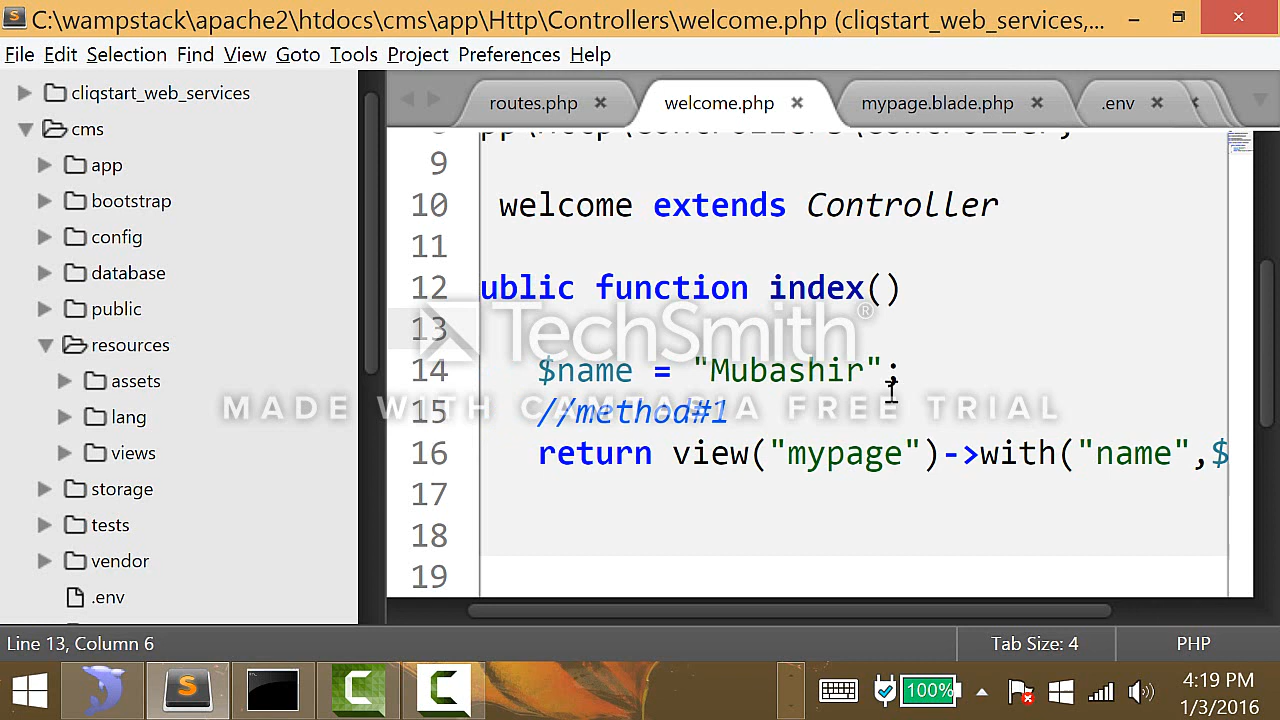 C:\wampstack\apache2\htdocs\cms\app\Http\Controllers\welcome.php (cliqstart_web_services,...
File Edit Selection Find View Goto Tools Project Preferences Help
cliqstart_web_services
cms
app
bootstrap
config
database
public
resources
assets
lang
views
storage
tests
vendor
.env
routes.php
welcome.php
mypage.blade.php
.env
9
10 welcome extends Controller
11
12 ublic function index()
13
14 $name = "Mubashir";
15 //method#1
16 return view("mypage")->with("name",$
17
18
19
TechSmith®
MADE WITH CAMTASIA FREE TRIAL
Line 13, Column 6
Tab Size: 4
PHP
100%
4:19 PM
1/3/2016